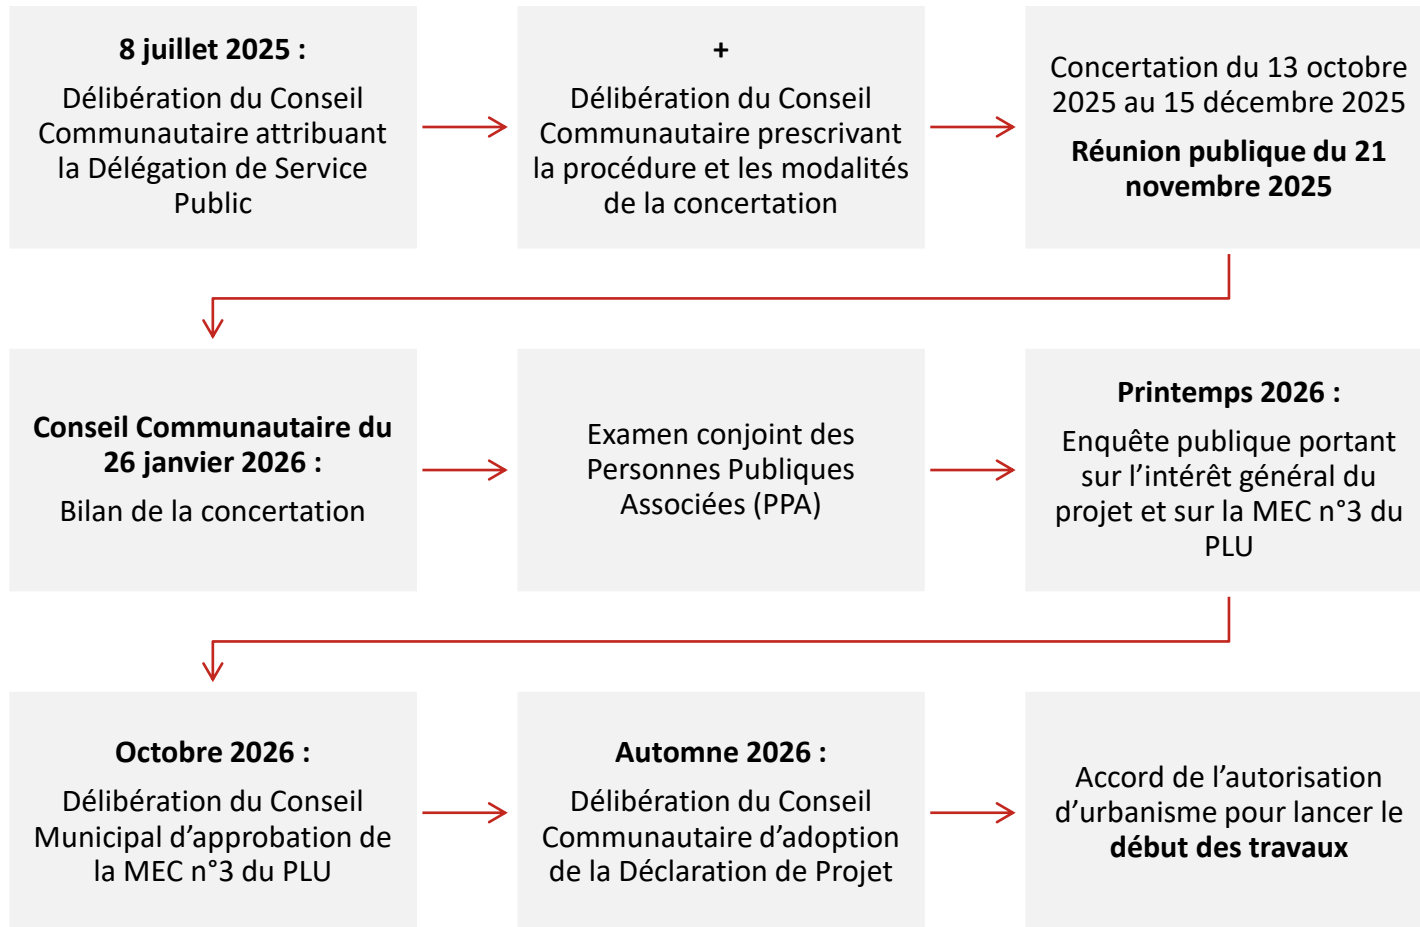 8 juillet 2025 :
Délibération du Conseil
Communautaire attribuant
la Délégation de Service
Public
+
Délibération du Conseil
Communautaire prescrivant
la procédure et les modalités
de la concertation
Concertation du 13 octobre
2025 au 15 décembre 2025
Réunion publique du 21
novembre 2025
Conseil Communautaire du
26 janvier 2026 :
Bilan de la concertation
Examen conjoint des
Personnes Publiques
Associées (PPA)
Printemps 2026 :
Enquête publique portant
sur l’intérêt général du
projet et sur la MEC n°3 du
PLU
Octobre 2026 :
Délibération du Conseil
Municipal d’approbation de
la MEC n°3 du PLU
Automne 2026 :
Délibération du Conseil
Communautaire d’adoption
de la Déclaration de Projet
Accord de l’autorisation
d’urbanisme pour lancer le
début des travaux